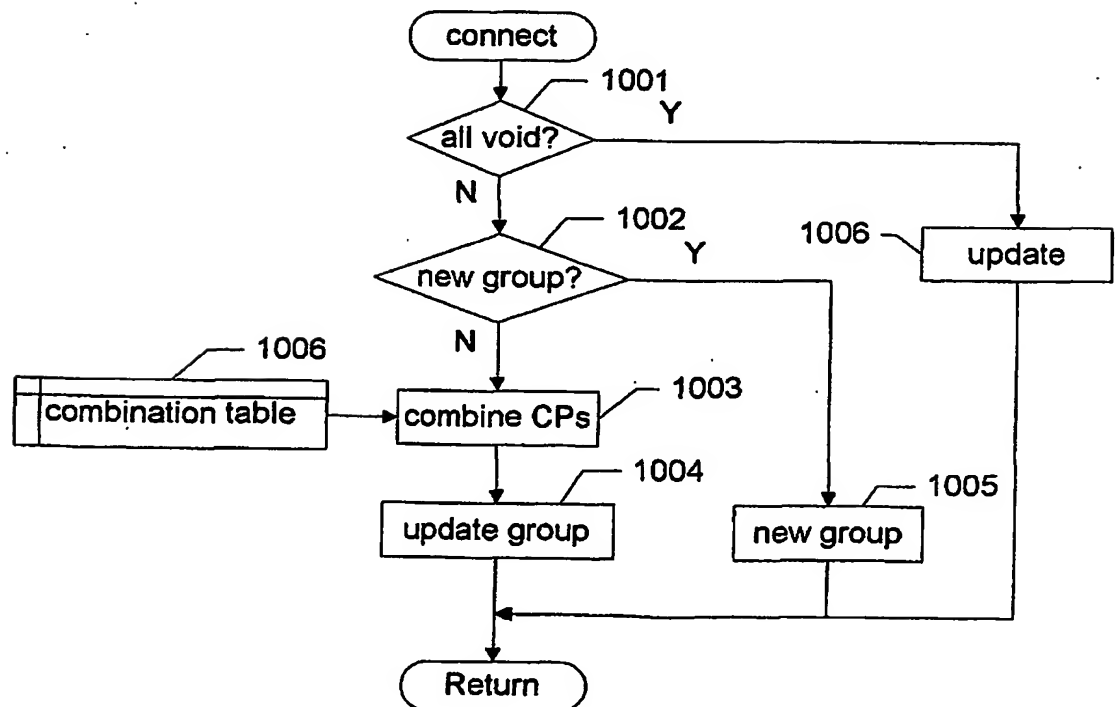 connect
1001
all void?
Y
N
1002
new group?
Y
1006
update
N
1006
combination table
combine CPs
1003
1004
update group
1005
new group
Return